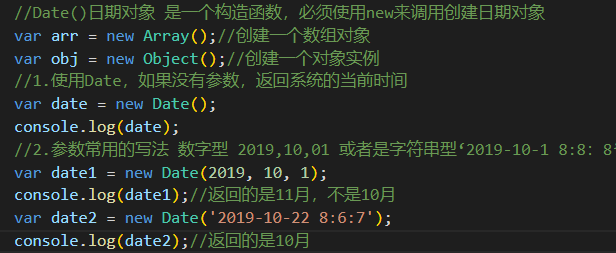 //Date()日期对象 是一个构造函数，必须使用new来调用创建日期对象
var arr = new Array();//创建一个数组对象
var obj = new Object();//创建一个对象实例
//1.使用Date，如果没有参数，返回系统的当前时间
var date = new Date();
console.log(date);
//2.参数常用的写法 数字型 2019,10,01 或者是字符串型‘2019-10-1 8:8：8
var date1 = new Date(2019, 10, 1);
console.log(date1);//返回的是11月，不是10月
var date2 = new Date('2019-10-22 8:6:7');
console.log(date2);//返回的是10月